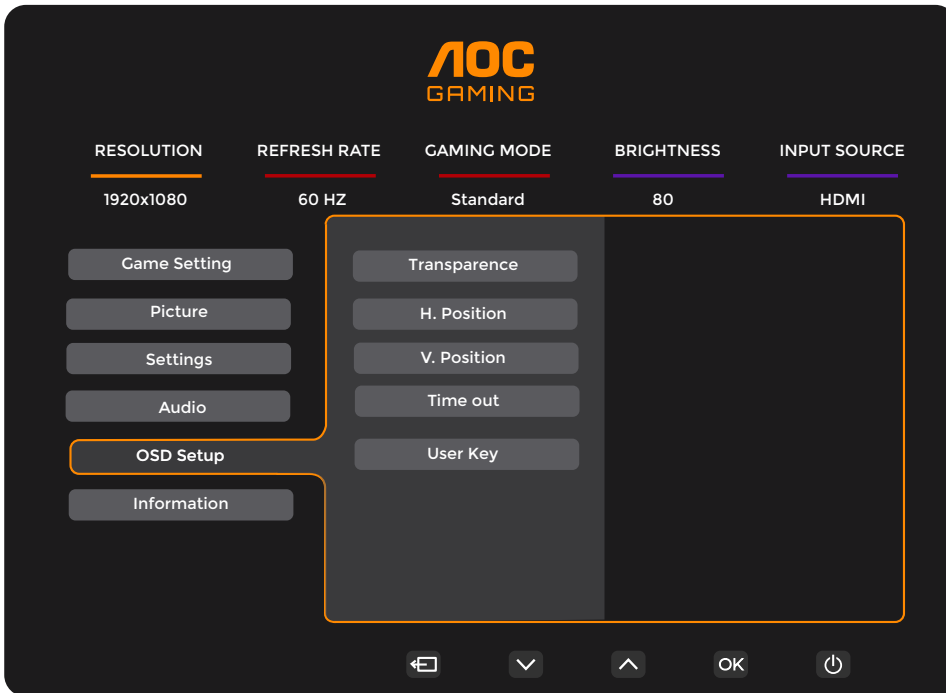 AOC
GAMING
RESOLUTION REFRESH RATE GAMING MODE BRIGHTNESS INPUT SOURCE
1920x1080 60 HZ Standard 80 HDMI
Game Setting
Picture
Settings
Audio
OSD Setup
Information
Transparence
H. Position
V. Position
Time out
User Key
OK